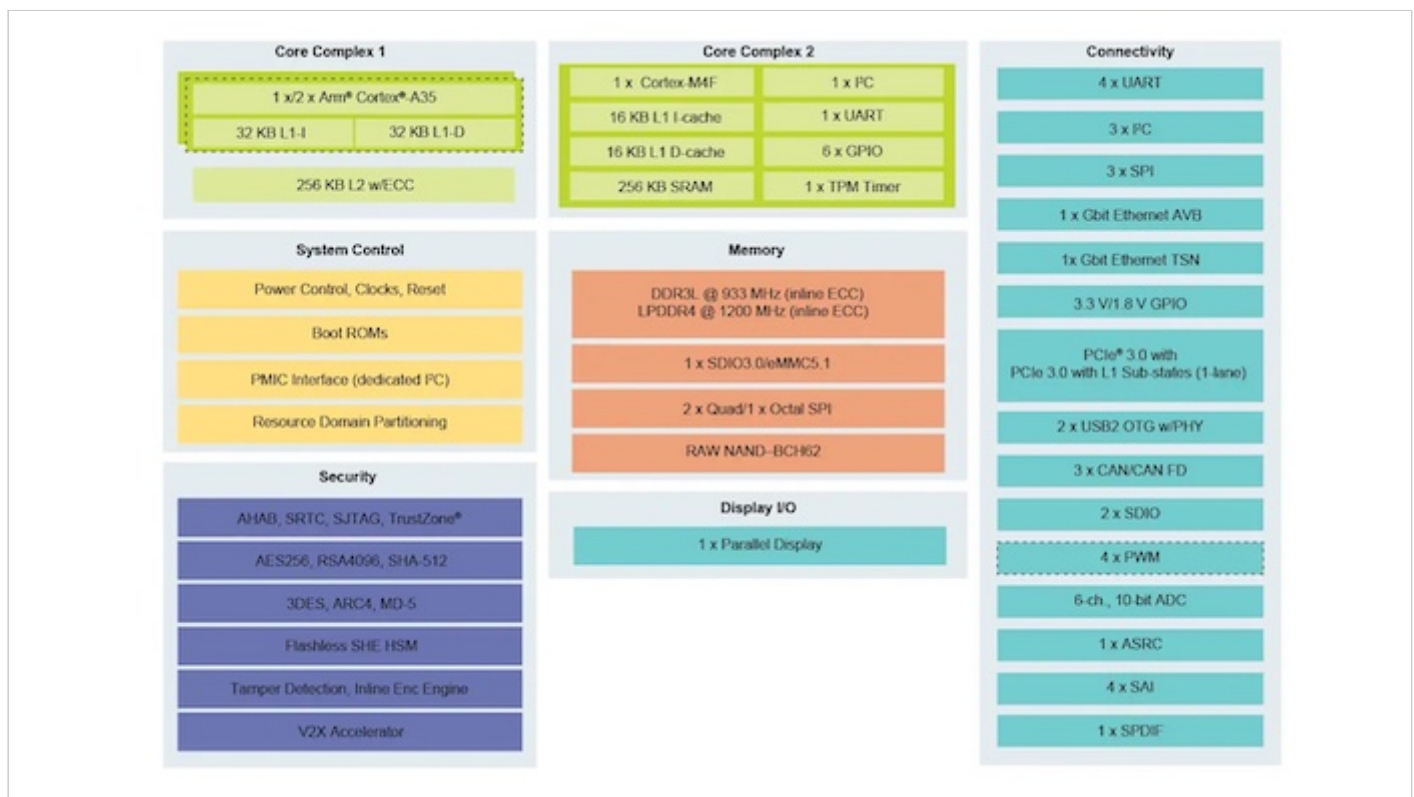 Core Complex 1
1 x/2 x Arm® Cortex®-A35
32 KB L1-I
32 KB L1-D
256 KB L2 w/ECC
Core Complex 2
1 x Cortex-M4F
1 x I²C
16 KB L1 I-cache
1 x UART
16 KB L1 D-cache
6 x GPIO
256 KB SRAM
1 x TPM Timer
System Control
Power Control, Clocks, Reset
Boot ROMs
PMIC Interface (dedicated I²C)
Resource Domain Partitioning
Memory
DDR3L @ 933 MHz (inline ECC)
LPDDR4 @ 1200 MHz (inline ECC)
1 x SDIO3.0/eMMC5.1
2 x Quad/1 x Octal SPI
RAW NAND–BCH62
Security
AHAB, SRTC, SJTAG, TrustZone®
AES256, RSA4096, SHA-512
3DES, ARC4, MD-5
Flashless SHE HSM
Tamper Detection, Inline Enc Engine
V2X Accelerator
Display I/O
1 x Parallel Display
Connectivity
4 x UART
3 x I²C
3 x SPI
1 x Gbit Ethernet AVB
1x Gbit Ethernet TSN
3.3 V/1.8 V GPIO
PCIe® 3.0 with
PCIe 3.0 with L1 Sub-states (1-lane)
2 x USB2 OTG w/PHY
3 x CAN/CAN FD
2 x SDIO
4 x PWM
6-ch., 10-bit ADC
1 x ASRC
4 x SAI
1 x SPDIF